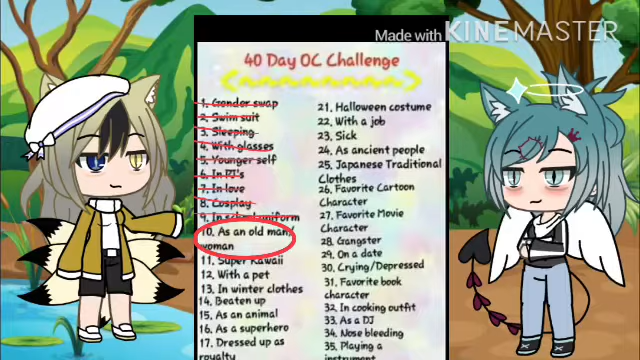 Made with KINEMASTER
40 Day OC Challenge
1. Gender swap
2. Swim suit
3. Sleeping
4. With glasses
5. Younger self
6. In PJ's
7. In love
8. Cosplay
9. In school uniform
10. As an old man/
woman
11. Super Kawaii
12. With a pet
13. In winter clothes
14. Beaten up
15. As an animal
16. As a superhero
17. Dressed up as
royalty
21. Halloween costume
22. With a job
23. Sick
24. As ancient people
25. Japanese Traditional
Clothes
26. Favorite Cartoon
Character
27. Favorite Movie
Character
28. Gangster
29. On a date
30. Crying/Depressed
31. Favorite book
character
32. In cooking outfit
33. As a DJ
34. Nose bleeding
35. Playing a
instrument